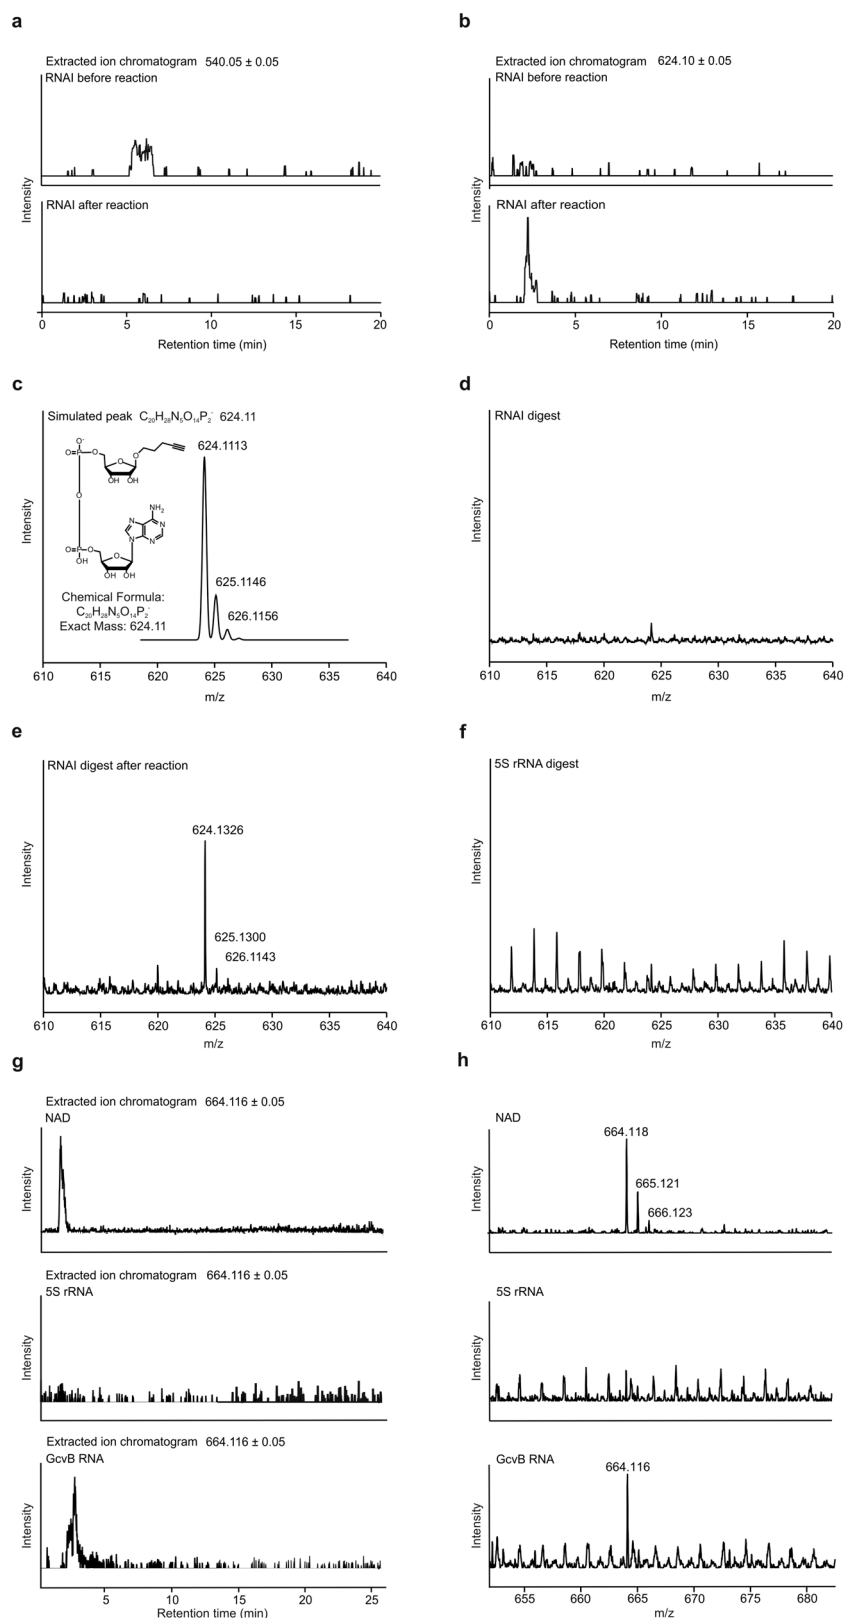 a
Extracted ion chromatogram 540.05 ± 0.05
RNAI before reaction
RNAI after reaction
Intensity
0 5 10 15 20
Retention time (min)
b
Extracted ion chromatogram 624.10 ± 0.05
RNAI before reaction
RNAI after reaction
Intensity
0 5 10 15 20
Retention time (min)
c
Simulated peak C20H28N5O14P2- 624.11
624.1113
625.1146
626.1156
O-
O=P-O
O
O
OH OH
O
NH2
N
N
N
N
O=P-O
OH
O
OH OH
Chemical Formula:
C20H28N5O14P2-
Exact Mass: 624.11
Intensity
610 615 620 625 630 635 640
m/z
d
RNAI digest
Intensity
610 615 620 625 630 635 640
m/z
e
RNAI digest after reaction
624.1326
625.1300
626.1143
Intensity
610 615 620 625 630 635 640
m/z
f
5S rRNA digest
Intensity
610 615 620 625 630 635 640
m/z
g
Extracted ion chromatogram 664.116 ± 0.05
NAD
Intensity
Extracted ion chromatogram 664.116 ± 0.05
5S rRNA
Intensity
Extracted ion chromatogram 664.116 ± 0.05
GcvB RNA
Intensity
5 10 15 20 25
Retention time (min)
h
NAD
664.118
665.121
666.123
Intensity
5S rRNA
Intensity
GcvB RNA
664.116
Intensity
655 660 665 670 675 680
m/z